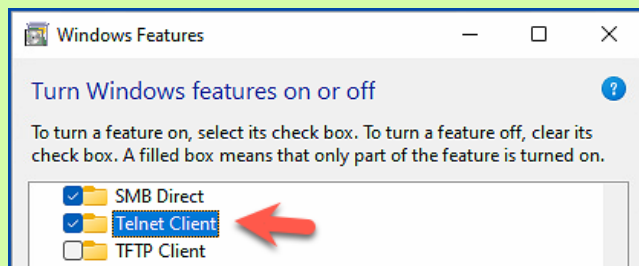 Windows Features
Turn Windows features on or off
?
To turn a feature on, select its check box. To turn a feature off, clear its
check box. A filled box means that only part of the feature is turned on.
SMB Direct
Telnet Client
TFTP Client